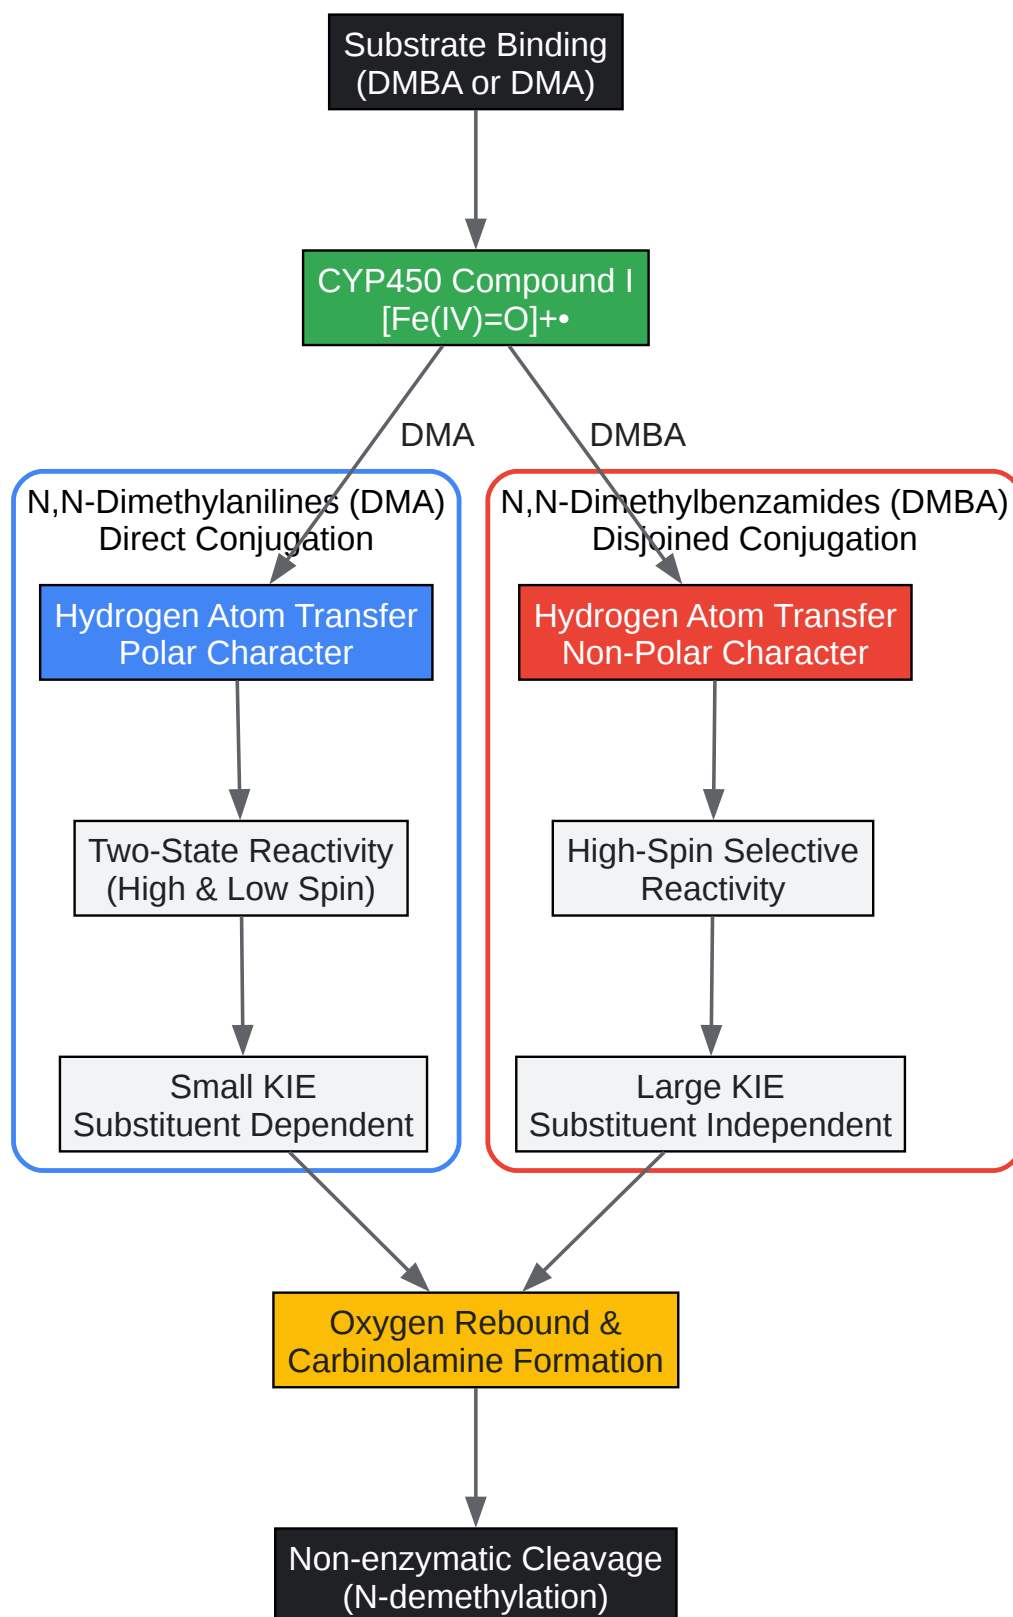 Substrate Binding
(DMBA or DMA)
CYP450 Compound I
[Fe(IV)=O]+•
DMA
DMBA
N,N-Dimethylanilines (DMA)
Direct Conjugation
Hydrogen Atom Transfer
Polar Character
Two-State Reactivity
(High & Low Spin)
Small KIE
Substituent Dependent
N,N-Dimethylbenzamides (DMBA)
Disjoined Conjugation
Hydrogen Atom Transfer
Non-Polar Character
High-Spin Selective
Reactivity
Large KIE
Substituent Independent
Oxygen Rebound &
Carbinolamine Formation
Non-enzymatic Cleavage
(N-demethylation)